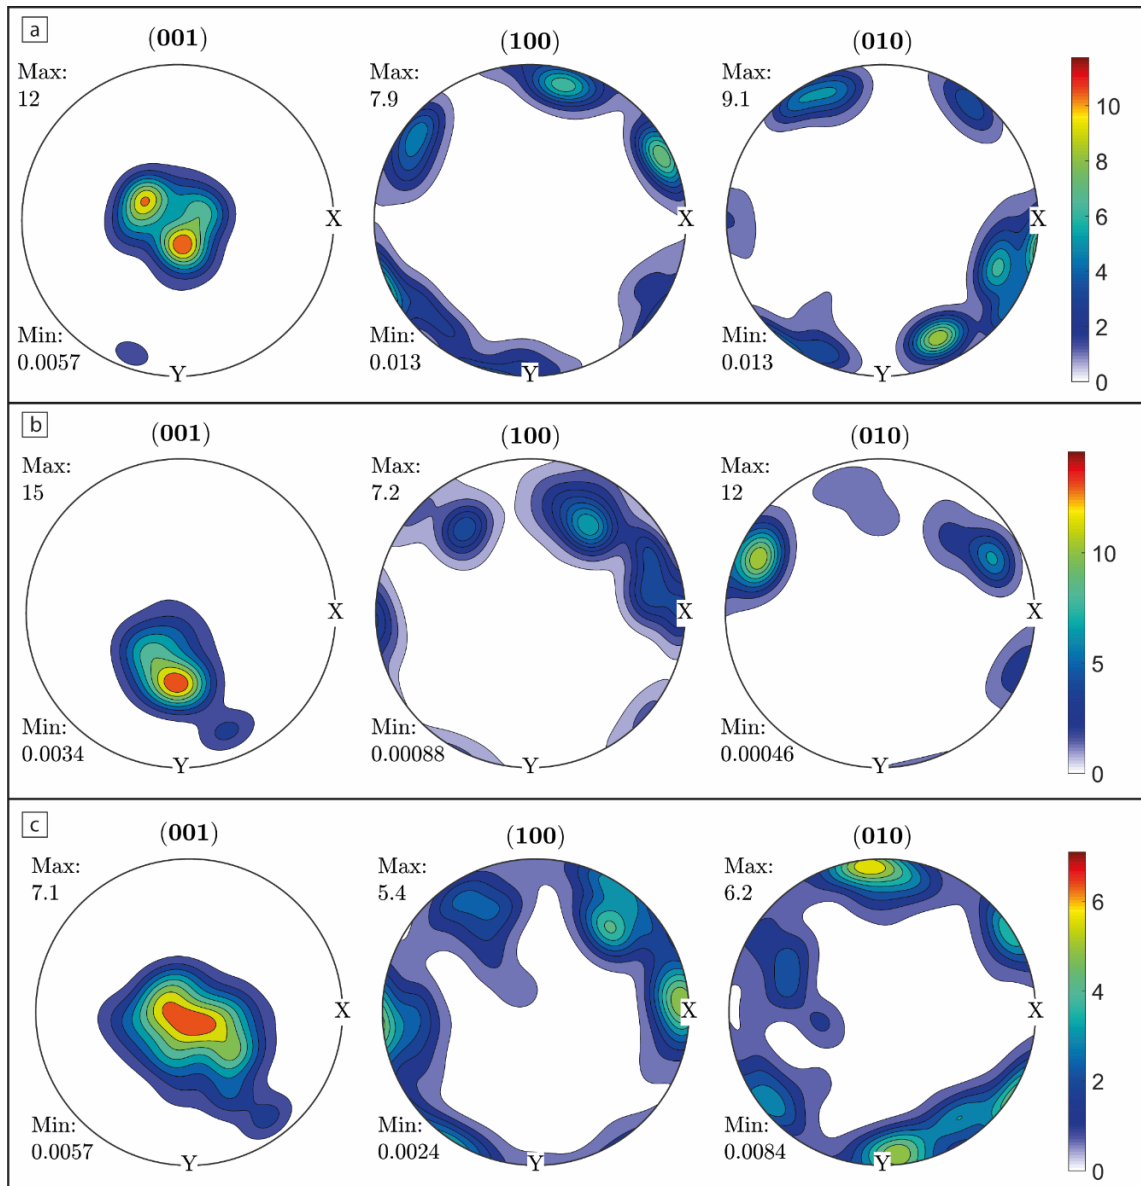 a
(001)
(100)
(010)
Max:
12
Max:
7.9
Max:
9.1
10
8
6
4
2
0
X
X
X
Min:
0.0057
Min:
0.013
Min:
0.013
Y
Y
Y
b
(001)
(100)
(010)
Max:
15
Max:
7.2
Max:
12
10
5
0
X
X
X
Min:
0.0034
Min:
0.00088
Min:
0.00046
Y
Y
Y
c
(001)
(100)
(010)
Max:
7.1
Max:
5.4
Max:
6.2
6
4
2
0
X
X
X
Min:
0.0057
Min:
0.0024
Min:
0.0084
Y
Y
Y